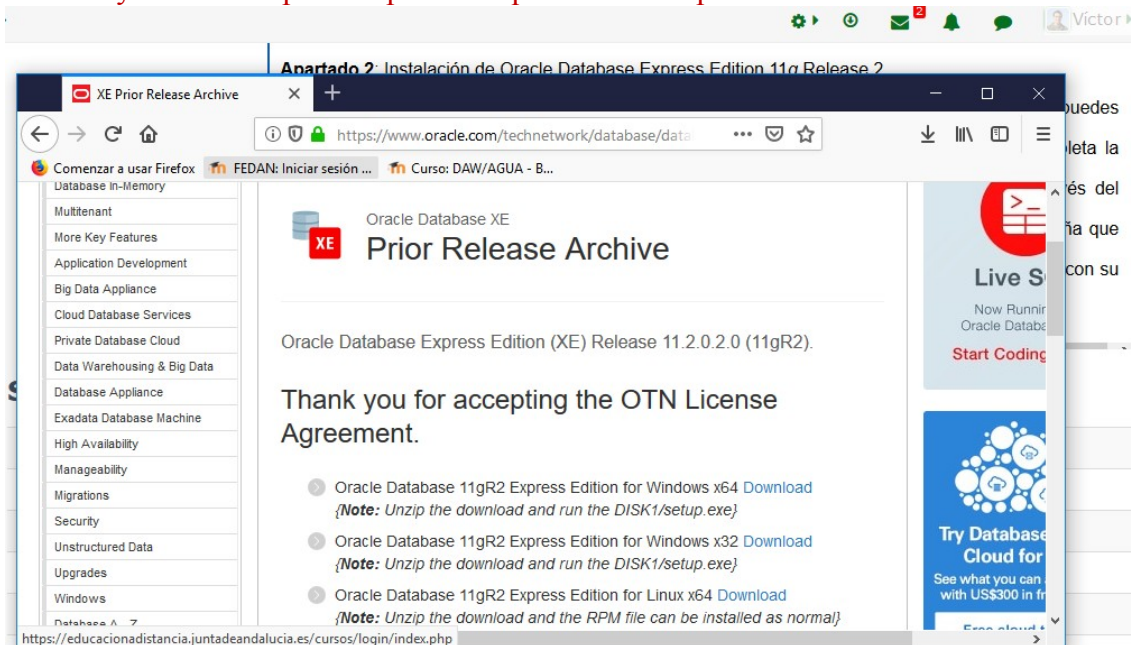 2
Víctor
Apartado 2: Instalación de Oracle Database Express Edition 11g Release 2
XE Prior Release Archive
puedes
https://www.oracle.com/technetwork/database/data
leta la
Comenzar a usar Firefox
FEDAN: Iniciar sesión ...
Curso: DAW/AGUA - B...
és del
ña que
con su
Database In-Memory
Multitenant
More Key Features
Application Development
Big Data Appliance
Cloud Database Services
Private Database Cloud
Data Warehousing & Big Data
Database Appliance
Exadata Database Machine
High Availability
Manageability
Migrations
Security
Unstructured Data
Upgrades
Windows
Database A - Z
XE
Oracle Database XE
Prior Release Archive
Oracle Database Express Edition (XE) Release 11.2.0.2.0 (11gR2).
Thank you for accepting the OTN License
Agreement.
Oracle Database 11gR2 Express Edition for Windows x64 Download
{Note: Unzip the download and run the DISK1/setup.exe}
Oracle Database 11gR2 Express Edition for Windows x32 Download
{Note: Unzip the download and run the DISK1/setup.exe}
Oracle Database 11gR2 Express Edition for Linux x64 Download
{Note: Unzip the download and the RPM file can be installed as normal}
Live S
Now Runnin
Oracle Databa
Start Coding
Try Database
Cloud for
See what you can
with US$300 in fr
https://educacionadistancia.juntadeandalucia.es/cursos/login/index.php